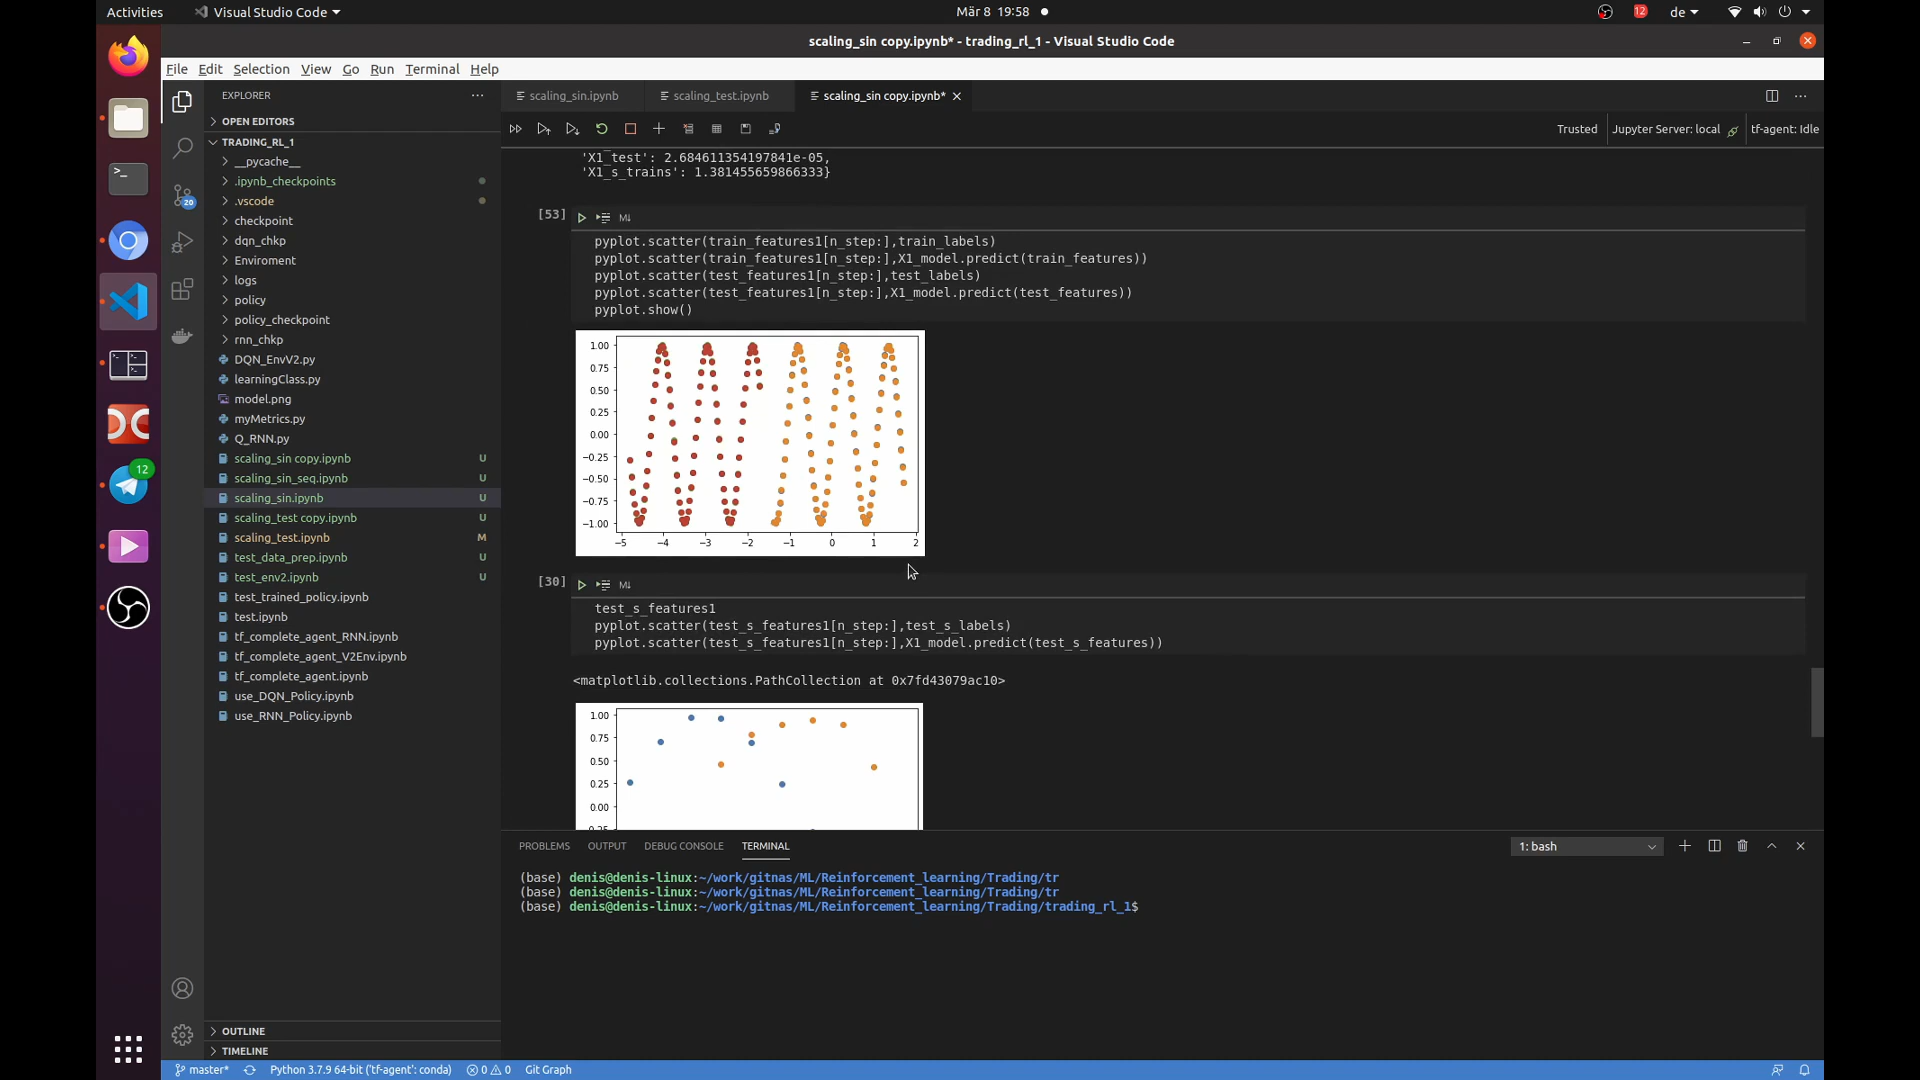 Activities
Visual Studio Code
Mär 8 19:58
12
de
scaling_sin copy.ipynb* - trading_rl_1 - Visual Studio Code
File Edit Selection View Go Run Terminal Help
EXPLORER
scaling_sin.ipynb
scaling_test.ipynb
scaling_sin copy.ipynb*
OPEN EDITORS
TRADING_RL_1
Trusted
Jupyter Server: local
tf-agent: Idle
__pycache__
.ipynb_checkpoints
.vscode
checkpoint
dqn_chkp
Enviroment
logs
policy
policy_checkpoint
rnn_chkp
DQN_EnvV2.py
learningClass.py
model.png
myMetrics.py
Q_RNN.py
scaling_sin copy.ipynb U
scaling_sin_seq.ipynb U
scaling_sin.ipynb U
scaling_test copy.ipynb U
scaling_test.ipynb M
test_data_prep.ipynb U
test_env2.ipynb U
test_trained_policy.ipynb
test.ipynb
tf_complete_agent_RNN.ipynb
tf_complete_agent_V2Env.ipynb
tf_complete_agent.ipynb
use_DQN_Policy.ipynb
use_RNN_Policy.ipynb
20
12
OUTLINE
TIMELINE
'X1_test': 2.684611354197841e-05,
'X1_s_trains': 1.381455659866333}
[53]
M↓
pyplot.scatter(train_features1[n_step:],train_labels)
pyplot.scatter(train_features1[n_step:],X1_model.predict(train_features))
pyplot.scatter(test_features1[n_step:],test_labels)
pyplot.scatter(test_features1[n_step:],X1_model.predict(test_features))
pyplot.show()
1.00
0.75
0.50
0.25
0.00
−0.25
−0.50
−0.75
−1.00
−5 −4 −3 −2 −1 0 1 2
[30]
M↓
test_s_features1
pyplot.scatter(test_s_features1[n_step:],test_s_labels)
pyplot.scatter(test_s_features1[n_step:],X1_model.predict(test_s_features))
<matplotlib.collections.PathCollection at 0x7fd43079ac10>
1.00
0.75
0.50
0.25
0.00
PROBLEMS OUTPUT DEBUG CONSOLE TERMINAL
1: bash
(base) denis@denis-linux:~/work/gitnas/ML/Reinforcement_learning/Trading/tr
(base) denis@denis-linux:~/work/gitnas/ML/Reinforcement_learning/Trading/tr
(base) denis@denis-linux:~/work/gitnas/ML/Reinforcement_learning/Trading/trading_rl_1$
master* Python 3.7.9 64-bit ('tf-agent': conda) 0 0 Git Graph